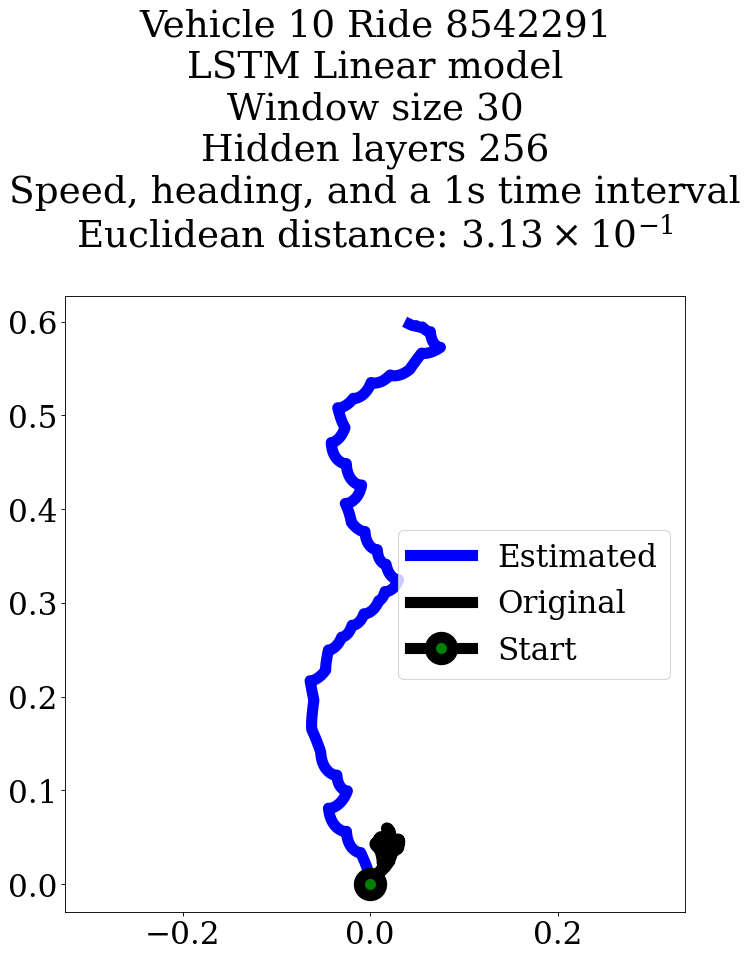 Vehicle 10 Ride 8542291
LSTM Linear model
Window size 30
Hidden layers 256
Speed, heading, and a 1s time interval
Euclidean distance: 3.13 × 10⁻¹
0.6
0.5
0.4
0.3
0.2
0.1
0.0
Estimated
Original
Start
−0.2
0.0
0.2